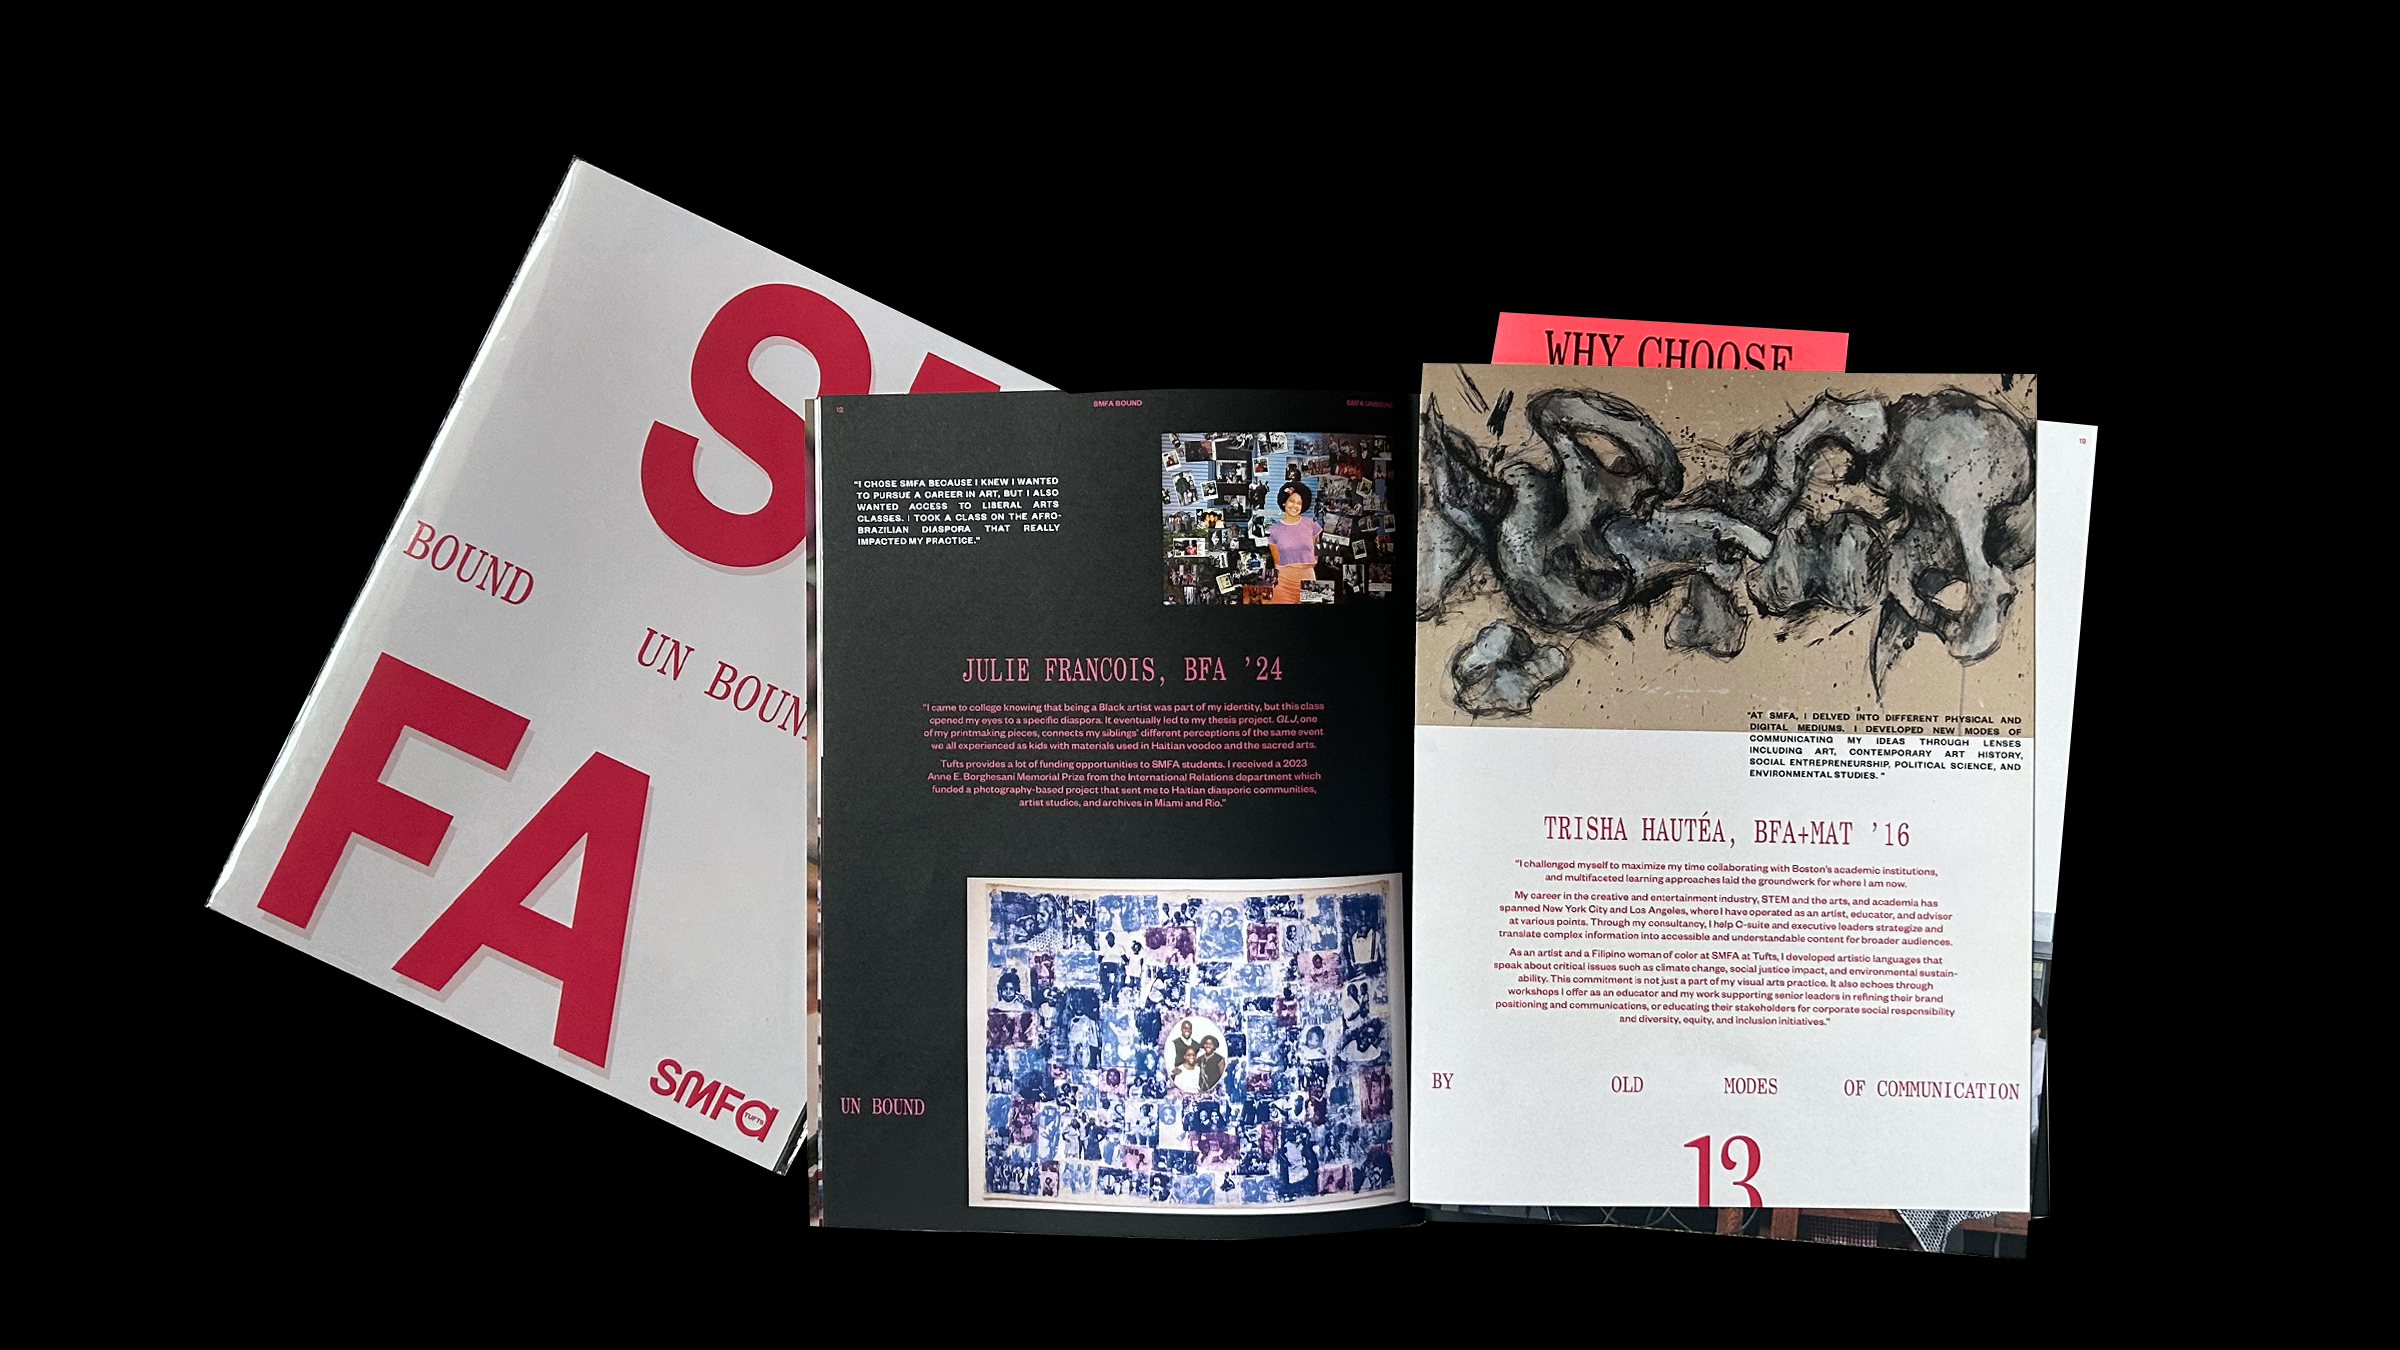 S
BOUND
UN BOUN
FA
SMFA
TUFTS
12
SMFA BOUND
SMFA UNBOUND
"I CHOSE SMFA BECAUSE I KNEW I WANTED
TO PURSUE A CAREER IN ART, BUT I ALSO
WANTED ACCESS TO LIBERAL ARTS
CLASSES. I TOOK A CLASS ON THE AFRO-
BRAZILIAN DIASPORA THAT REALLY
IMPACTED MY PRACTICE."
JULIE FRANCOIS, BFA ’24
"I came to college knowing that being a Black artist was part of my identity, but this class
opened my eyes to a specific diaspora. It eventually led to my thesis project. GLJ, one
of my printmaking pieces, connects my siblings' different perceptions of the same event
we all experienced as kids with materials used in Haitian voodoo and the sacred arts.
Tufts provides a lot of funding opportunities to SMFA students. I received a 2023
Anne E. Borghesani Memorial Prize from the International Relations department which
funded a photography-based project that sent me to Haitian diasporic communities,
artist studios, and archives in Miami and Rio."
UN BOUND
WHY CHOOSE
19
"AT SMFA, I DELVED INTO DIFFERENT PHYSICAL AND
DIGITAL MEDIUMS. I DEVELOPED NEW MODES OF
COMMUNICATING MY IDEAS THROUGH LENSES
INCLUDING ART, CONTEMPORARY ART HISTORY,
SOCIAL ENTREPRENEURSHIP, POLITICAL SCIENCE, AND
ENVIRONMENTAL STUDIES. "
TRISHA HAUTÉA, BFA+MAT ’16
"I challenged myself to maximize my time collaborating with Boston's academic institutions,
and multifaceted learning approaches laid the groundwork for where I am now.
My career in the creative and entertainment industry, STEM and the arts, and academia has
spanned New York City and Los Angeles, where I have operated as an artist, educator, and advisor
at various points. Through my consultancy, I help C-suite and executive leaders strategize and
translate complex information into accessible and understandable content for broader audiences.
As an artist and a Filipino woman of color at SMFA at Tufts, I developed artistic languages that
speak about critical issues such as climate change, social justice impact, and environmental sustain-
ability. This commitment is not just a part of my visual arts practice. It also echoes through
workshops I offer as an educator and my work supporting senior leaders in refining their brand
positioning and communications, or educating their stakeholders for corporate social responsibility
and diversity, equity, and inclusion initiatives."
BY OLD MODES OF COMMUNICATION
13